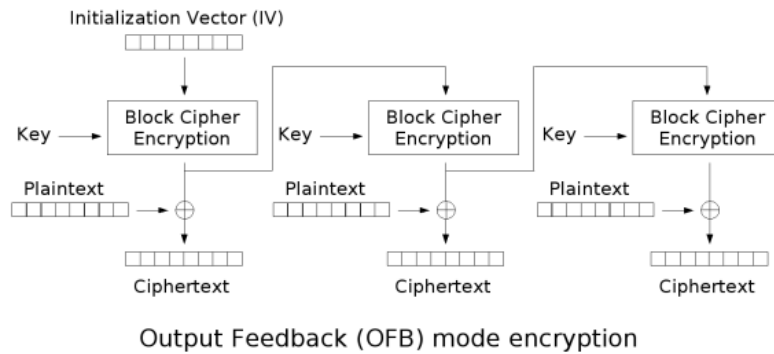 Initialization Vector (IV)
Key
Block Cipher
Encryption
Key
Block Cipher
Encryption
Key
Block Cipher
Encryption
Plaintext
Plaintext
Plaintext
Ciphertext
Ciphertext
Ciphertext
Output Feedback (OFB) mode encryption